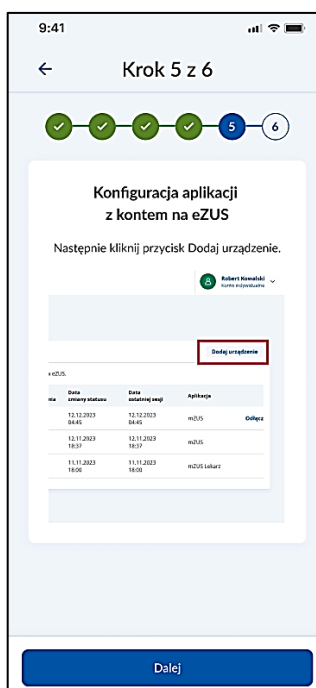 9:41
Krok 5 z 6
5 6
Konfiguracja aplikacji
z kontem na eZUS
Następnie kliknij przycisk Dodaj urządzenie.
Robert Kowalski
Konto indywidualne
Dodaj urządzenie
eZUS.
nia Data zmiany statusu Data ostatniej sesji Aplikacja
12.12.2023 04:45 12.12.2023 04:45 mZUS Odłącz
12.11.2023 18:37 12.11.2023 18:37 mZUS
11.11.2023 18:00 11.11.2023 18:00 mZUS Lekarz
Dalej